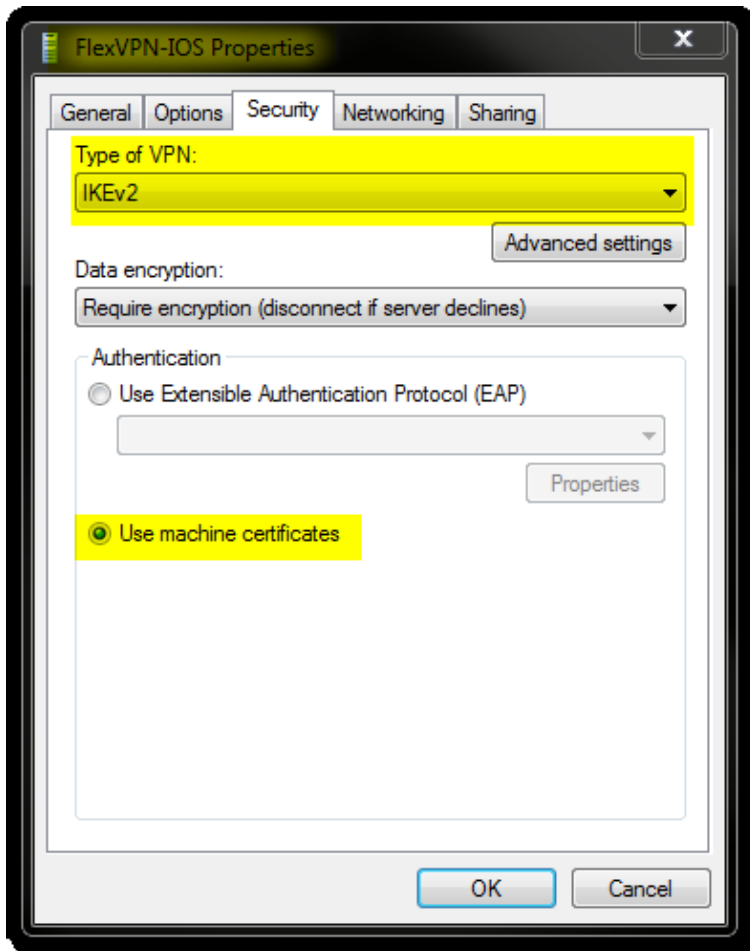 FlexVPN-IOS Properties
General Options Security Networking Sharing
Type of VPN:
IKEv2
Advanced settings
Data encryption:
Require encryption (disconnect if server declines)
Authentication
Use Extensible Authentication Protocol (EAP)
Properties
Use machine certificates
OK Cancel